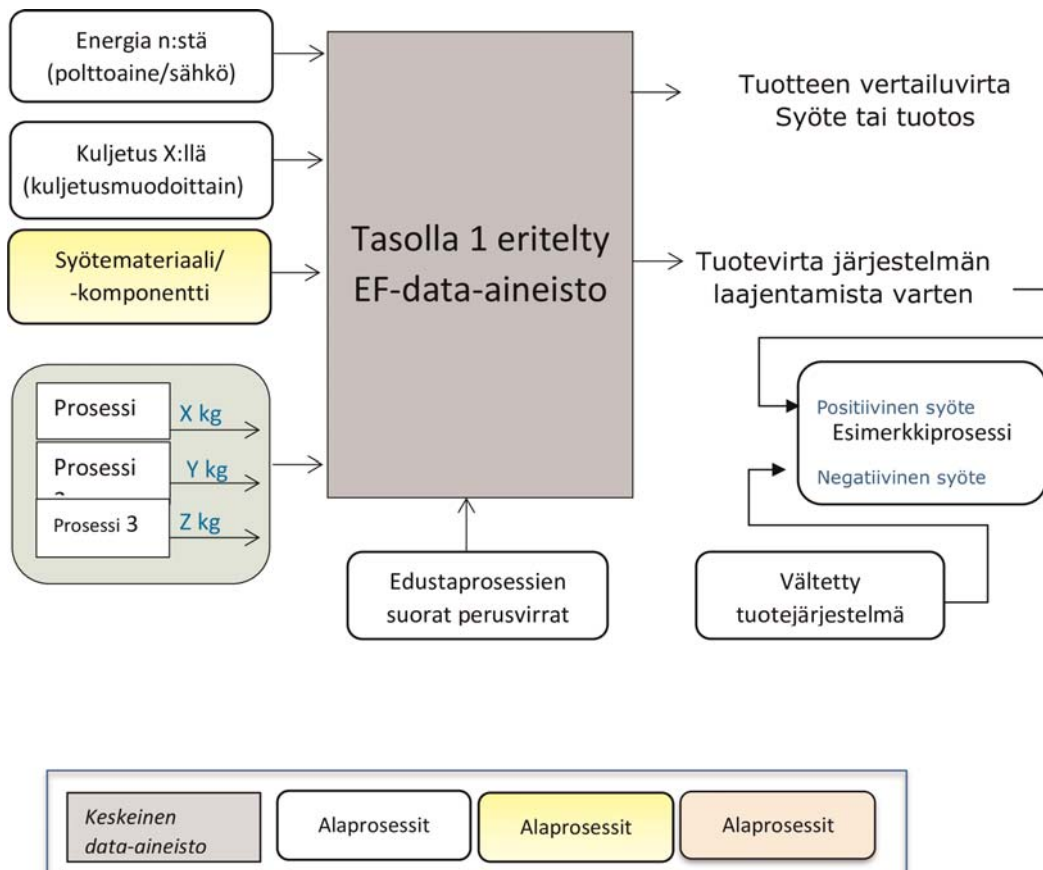 Energia n:stä
(polttoaine/sähkö)
Kuljetus X:llä
(kuljetusmuodoittain)
Syötemateriaali/
-komponentti
Prosessi
X kg
Prosessi
Y kg
Prosessi 3
Z kg
Tasolla 1 eritelty
EF-data-aineisto
Edustaprosessien
suorat perusvirrat
Tuotteen vertailuvirta
Syöte tai tuotos
Tuotevirta järjestelmän
laajentamista varten
Positiivinen syöte
Esimerkkiprosessi
Negatiivinen syöte
Vältetty
tuotejärjestelmä
Keskeinen
data-aineisto
Alaprosessit
Alaprosessit
Alaprosessit